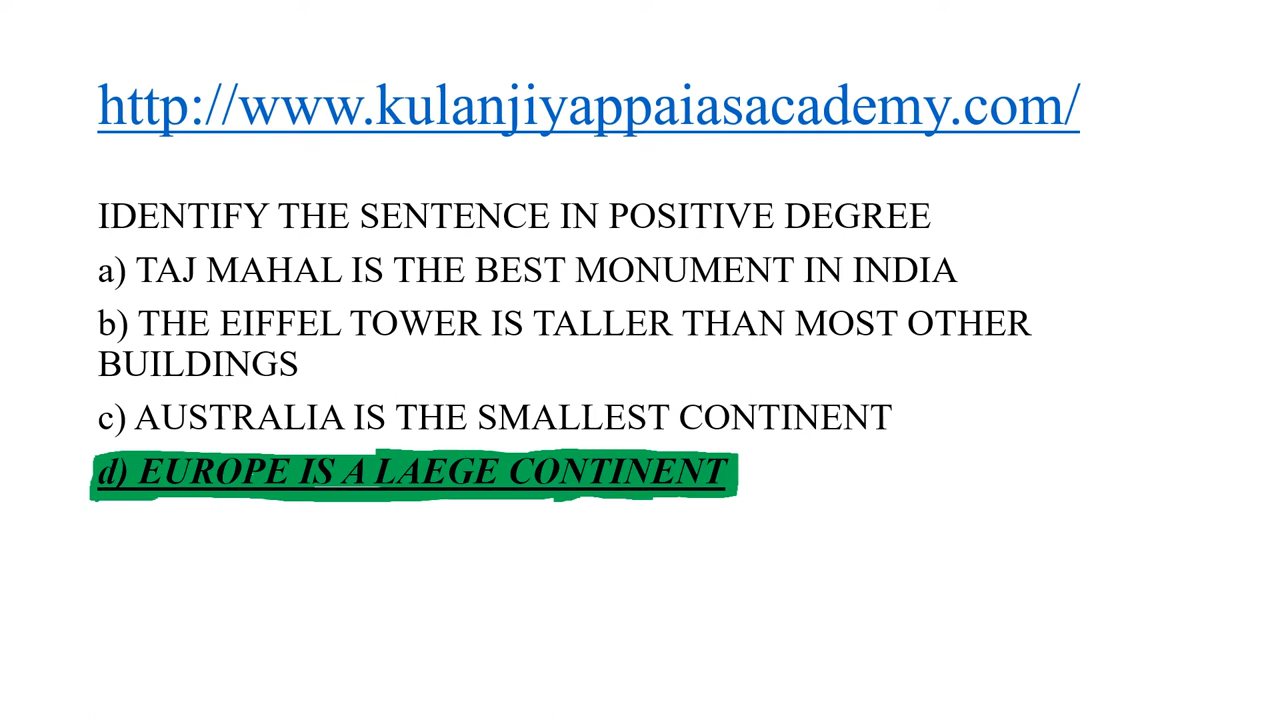 http://www.kulanjiyappaiasacademy.com/
IDENTIFY THE SENTENCE IN POSITIVE DEGREE
a) TAJ MAHAL IS THE BEST MONUMENT IN INDIA
b) THE EIFFEL TOWER IS TALLER THAN MOST OTHER
BUILDINGS
c) AUSTRALIA IS THE SMALLEST CONTINENT
d) EUROPE IS A LAEGE CONTINENT